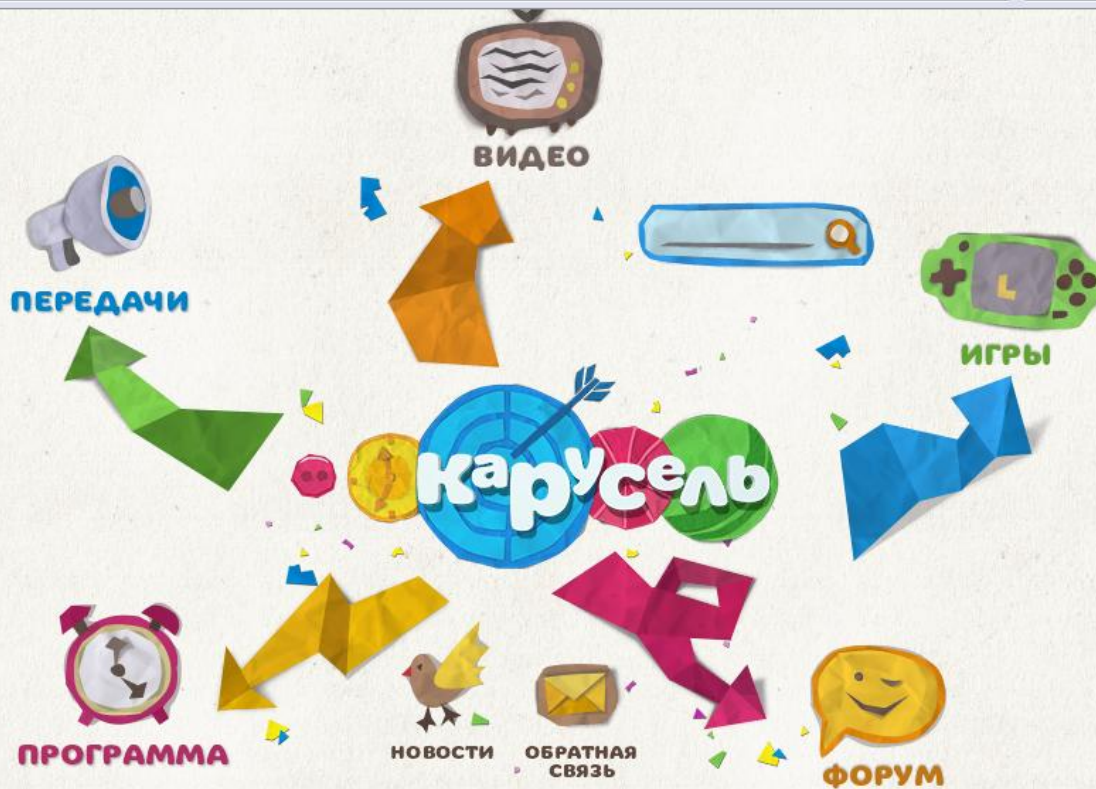 ВИДЕО
ПЕРЕДАЧИ
ИГРЫ
карусель
ПРОГРАММА
НОВОСТИ
ОБРАТНАЯ
СВЯЗЬ
ФОРУМ